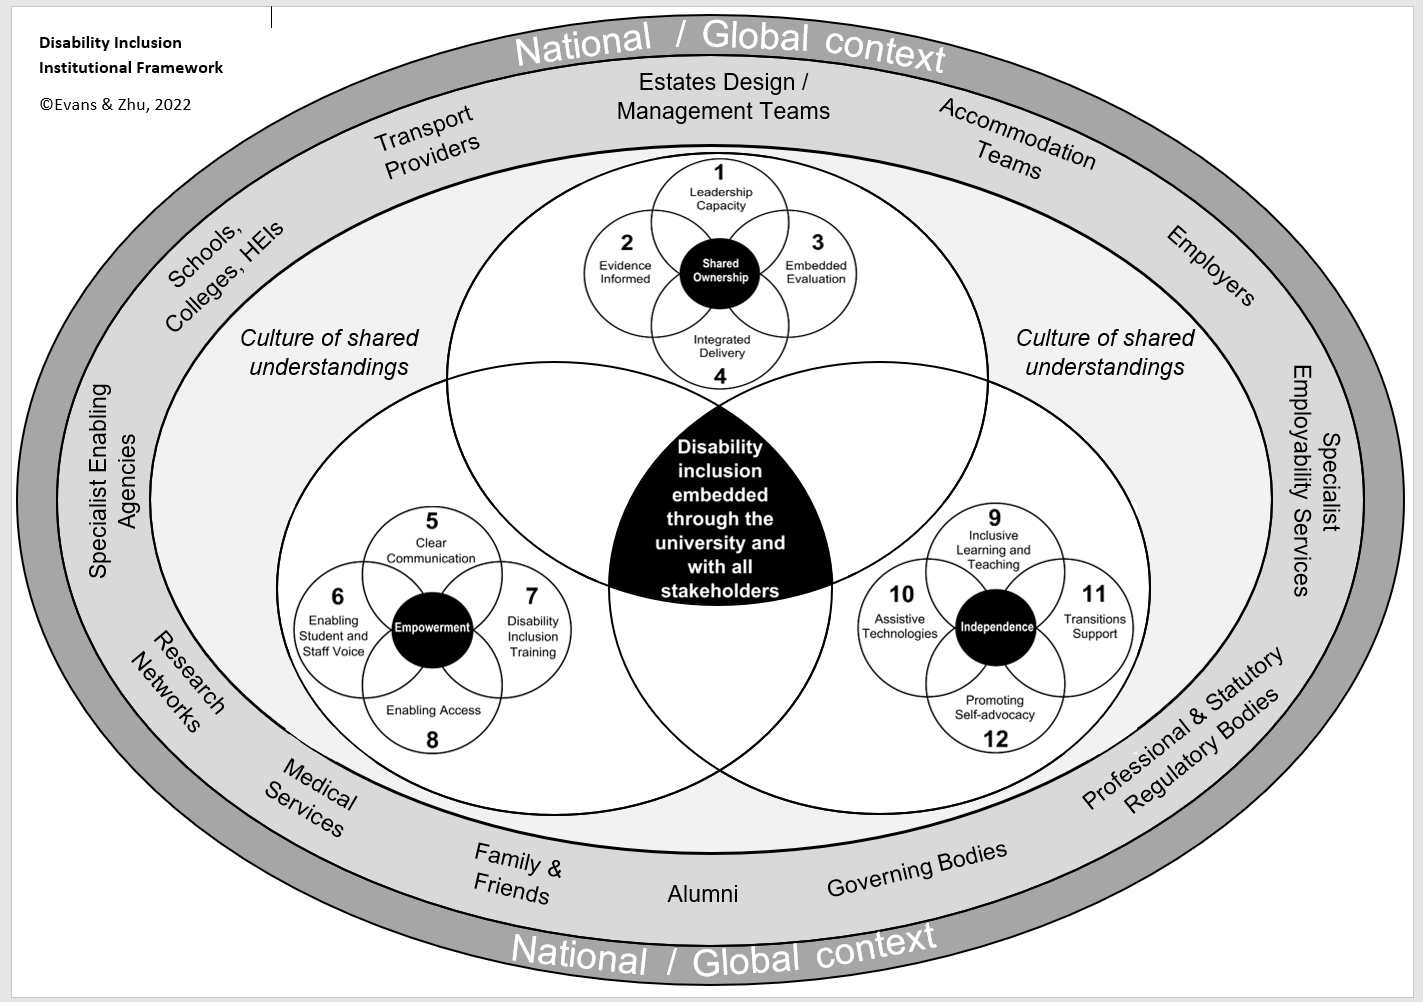 Disability Inclusion
Institutional Framework
©Evans & Zhu, 2022
National / Global context
Estates Design /
Management Teams
Transport
Providers
Accommodation
Teams
Schools,
Colleges, HEIs
Employers
Specialist Enabling
Agencies
Specialist
Employability Services
Research
Networks
Professional & Statutory
Regulatory Bodies
Medical
Services
Family &
Friends
Alumni
Governing Bodies
National / Global context
Culture of shared
understandings
Culture of shared
understandings
1
Leadership
Capacity
2
Evidence
Informed
Shared
Ownership
3
Embedded
Evaluation
Integrated
Delivery
4
Disability
inclusion
embedded
through the
university and
with all
stakeholders
5
Clear
Communication
6
Enabling
Student and
Staff Voice
Empowerment
7
Disability
Inclusion
Training
Enabling Access
8
9
Inclusive
Learning and
Teaching
10
Assistive
Technologies
Independence
11
Transitions
Support
Promoting
Self-advocacy
12